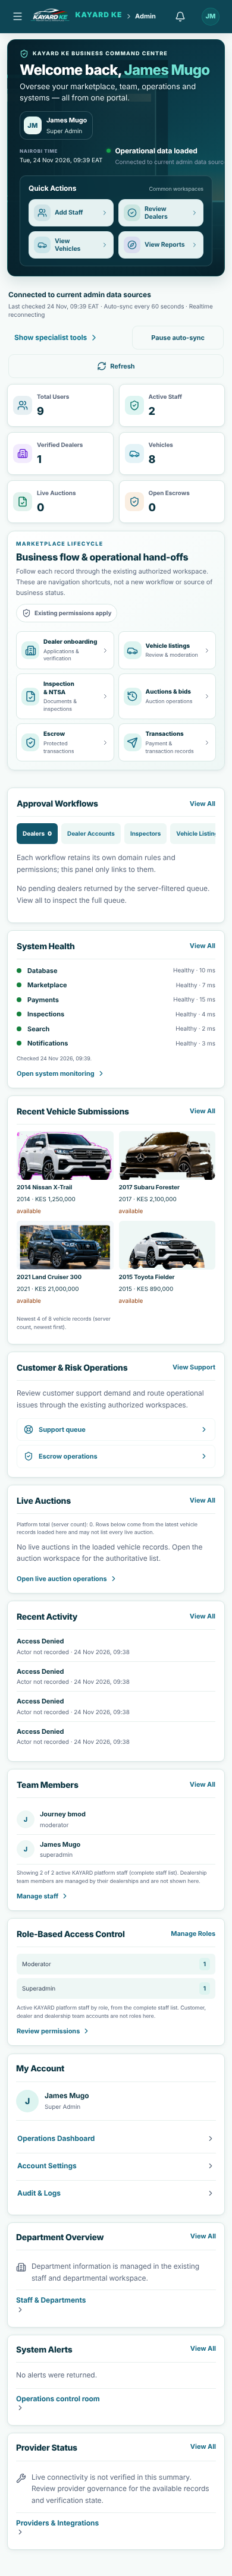 KAYARD KE
KAYARD KE > Admin
JM
KAYARD KE BUSINESS COMMAND CENTRE
Welcome back, James Mugo
Oversee your marketplace, team, operations and
systems — all from one portal.
JM
James Mugo
Super Admin
NAIROBI TIME
Tue, 24 Nov 2026, 09:39 EAT
Operational data loaded
Connected to current admin data sourc
Quick Actions
Common workspaces
Add Staff
Review
Dealers
View
Vehicles
View Reports
Connected to current admin data sources
Last checked 24 Nov, 09:39 EAT · Auto-sync every 60 seconds · Realtime
reconnecting
Show specialist tools
Pause auto-sync
Refresh
Total Users
9
Active Staff
2
Verified Dealers
1
Vehicles
8
Live Auctions
0
Open Escrows
0
MARKETPLACE LIFECYCLE
Business flow & operational hand-offs
Follow each record through the existing authorized workspace.
These are navigation shortcuts, not a new workflow or source of
business status.
Existing permissions apply
Dealer onboarding
Applications &
verification
Vehicle listings
Review & moderation
Inspection
& NTSA
Documents &
inspections
Auctions & bids
Auction operations
Escrow
Protected
transactions
Transactions
Payment &
transaction records
Approval Workflows
View All
Dealers 0
Dealer Accounts
Inspectors
Vehicle Listing
Each workflow retains its own domain rules and
permissions; this panel only links to them.
No pending dealers returned by the server-filtered queue.
View all to inspect the full queue.
System Health
View All
Database
Healthy · 10 ms
Marketplace
Healthy · 7 ms
Payments
Healthy · 15 ms
Inspections
Healthy · 4 ms
Search
Healthy · 2 ms
Notifications
Healthy · 3 ms
Checked 24 Nov 2026, 09:39
Open system monitoring
Recent Vehicle Submissions
View All
2014 Nissan X-Trail
2014 · KES 1,250,000
available
2017 Subaru Forester
2017 · KES 2,100,000
available
2021 Land Cruiser 300
2021 · KES 21,000,000
available
2015 Toyota Fielder
2015 · KES 890,000
available
Newest 4 of 8 vehicle records (server
count, newest first).
Customer & Risk Operations
View Support
Review customer support demand and route operational
issues through the existing authorized workspaces.
Support queue
Escrow operations
Live Auctions
View All
Platform total (server count): 0. Rows below come from the latest vehicle
records loaded here and may not list every live auction.
No live auctions in the loaded vehicle records. Open the
auction workspace for the authoritative list.
Open live auction operations
Recent Activity
View All
Access Denied
Actor not recorded · 24 Nov 2026, 09:38
Access Denied
Actor not recorded · 24 Nov 2026, 09:38
Access Denied
Actor not recorded · 24 Nov 2026, 09:38
Access Denied
Actor not recorded · 24 Nov 2026, 09:38
Team Members
View All
J
Journey bmod
moderator
J
James Mugo
superadmin
Showing 2 of 2 active KAYARD platform staff (complete staff list). Dealership
team members are managed by their dealerships and are not shown here.
Manage staff
Role-Based Access Control
Manage Roles
Moderator
1
Superadmin
1
Active KAYARD platform staff by role, from the complete staff list. Customer,
dealer and dealership team accounts are not roles here.
Review permissions
My Account
J
James Mugo
Super Admin
Operations Dashboard
Account Settings
Audit & Logs
Department Overview
View All
Department information is managed in the existing
staff and departmental workspace.
Staff & Departments
System Alerts
View All
No alerts were returned.
Operations control room
Provider Status
View All
Live connectivity is not verified in this summary.
Review provider governance for the available records
and verification state.
Providers & Integrations